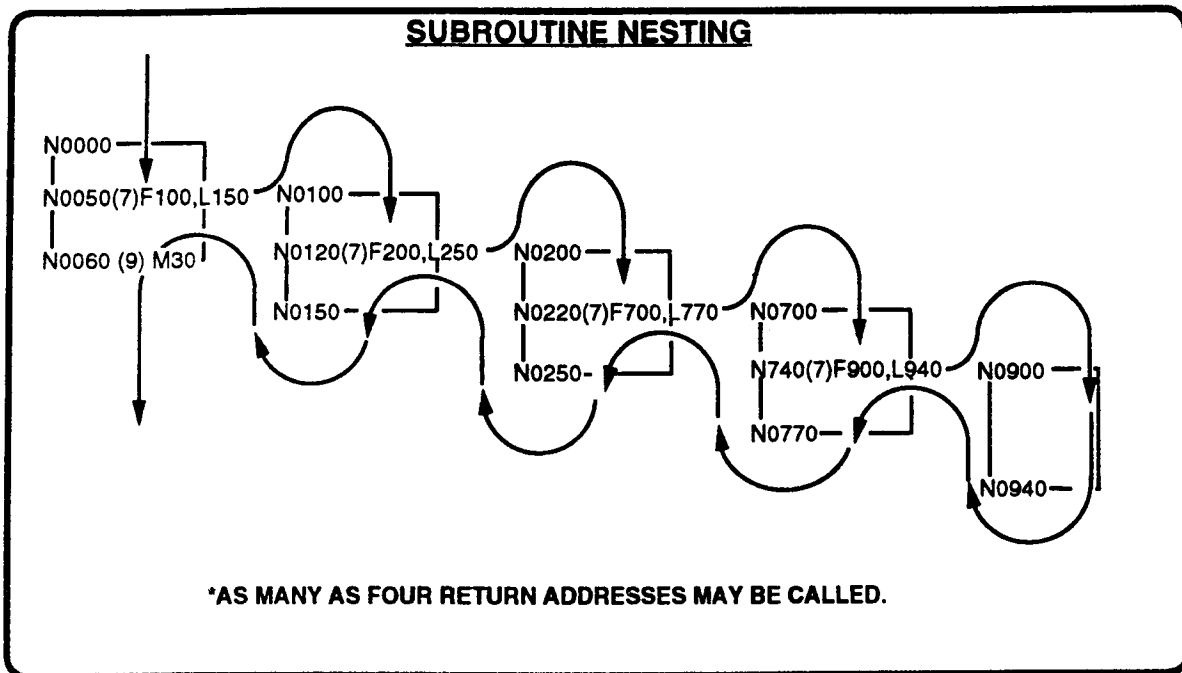 SUBROUTINE NESTING
N0000
N0050(7)F100,L150
N0060 (9) M30
N0100
N0120(7)F200,L250
N0150
N0200
N0220(7)F700,L770
N0250
N0700
N740(7)F900,L940
N0770
N0900
N0940
*AS MANY AS FOUR RETURN ADDRESSES MAY BE CALLED.